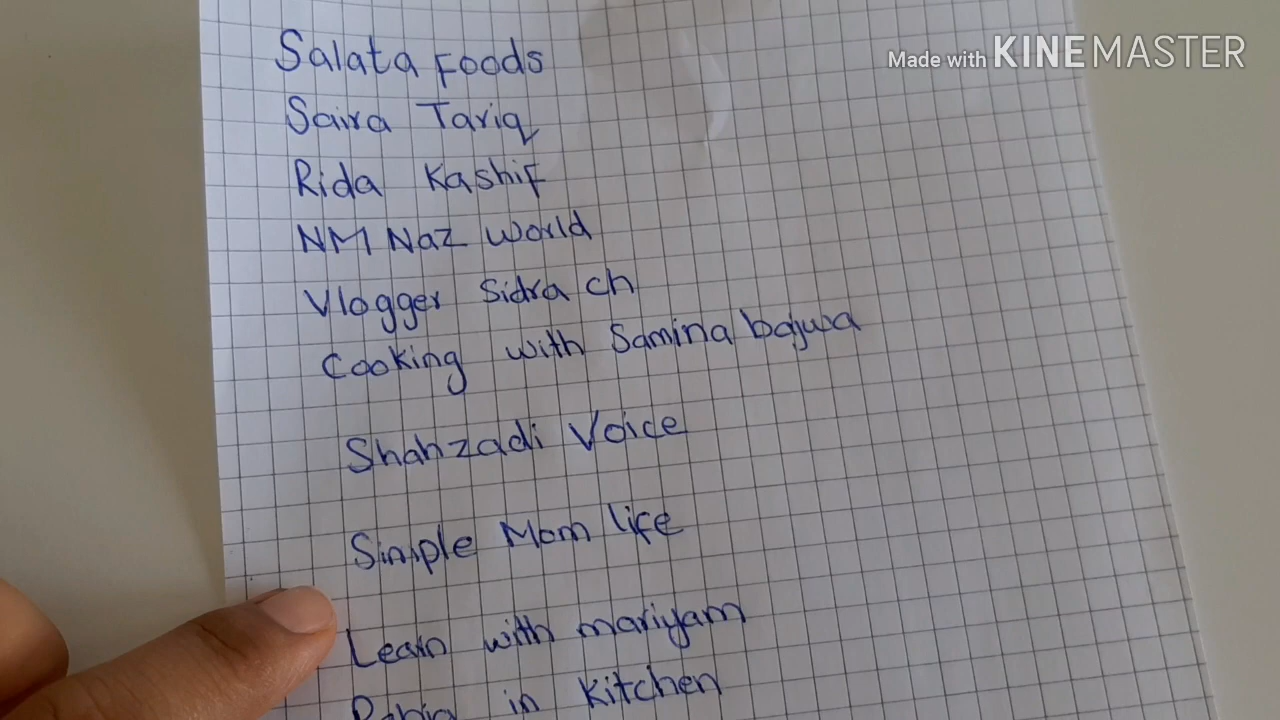 Made with KINEMASTER
Salata Foods
Saira Tariq
Rida Kashif
NM Naz World
Vlogger Sidra ch
Cooking with Samina bajwa
Shahzadi Voice
Simple Mom life
Learn with mariyam
in Kitchen